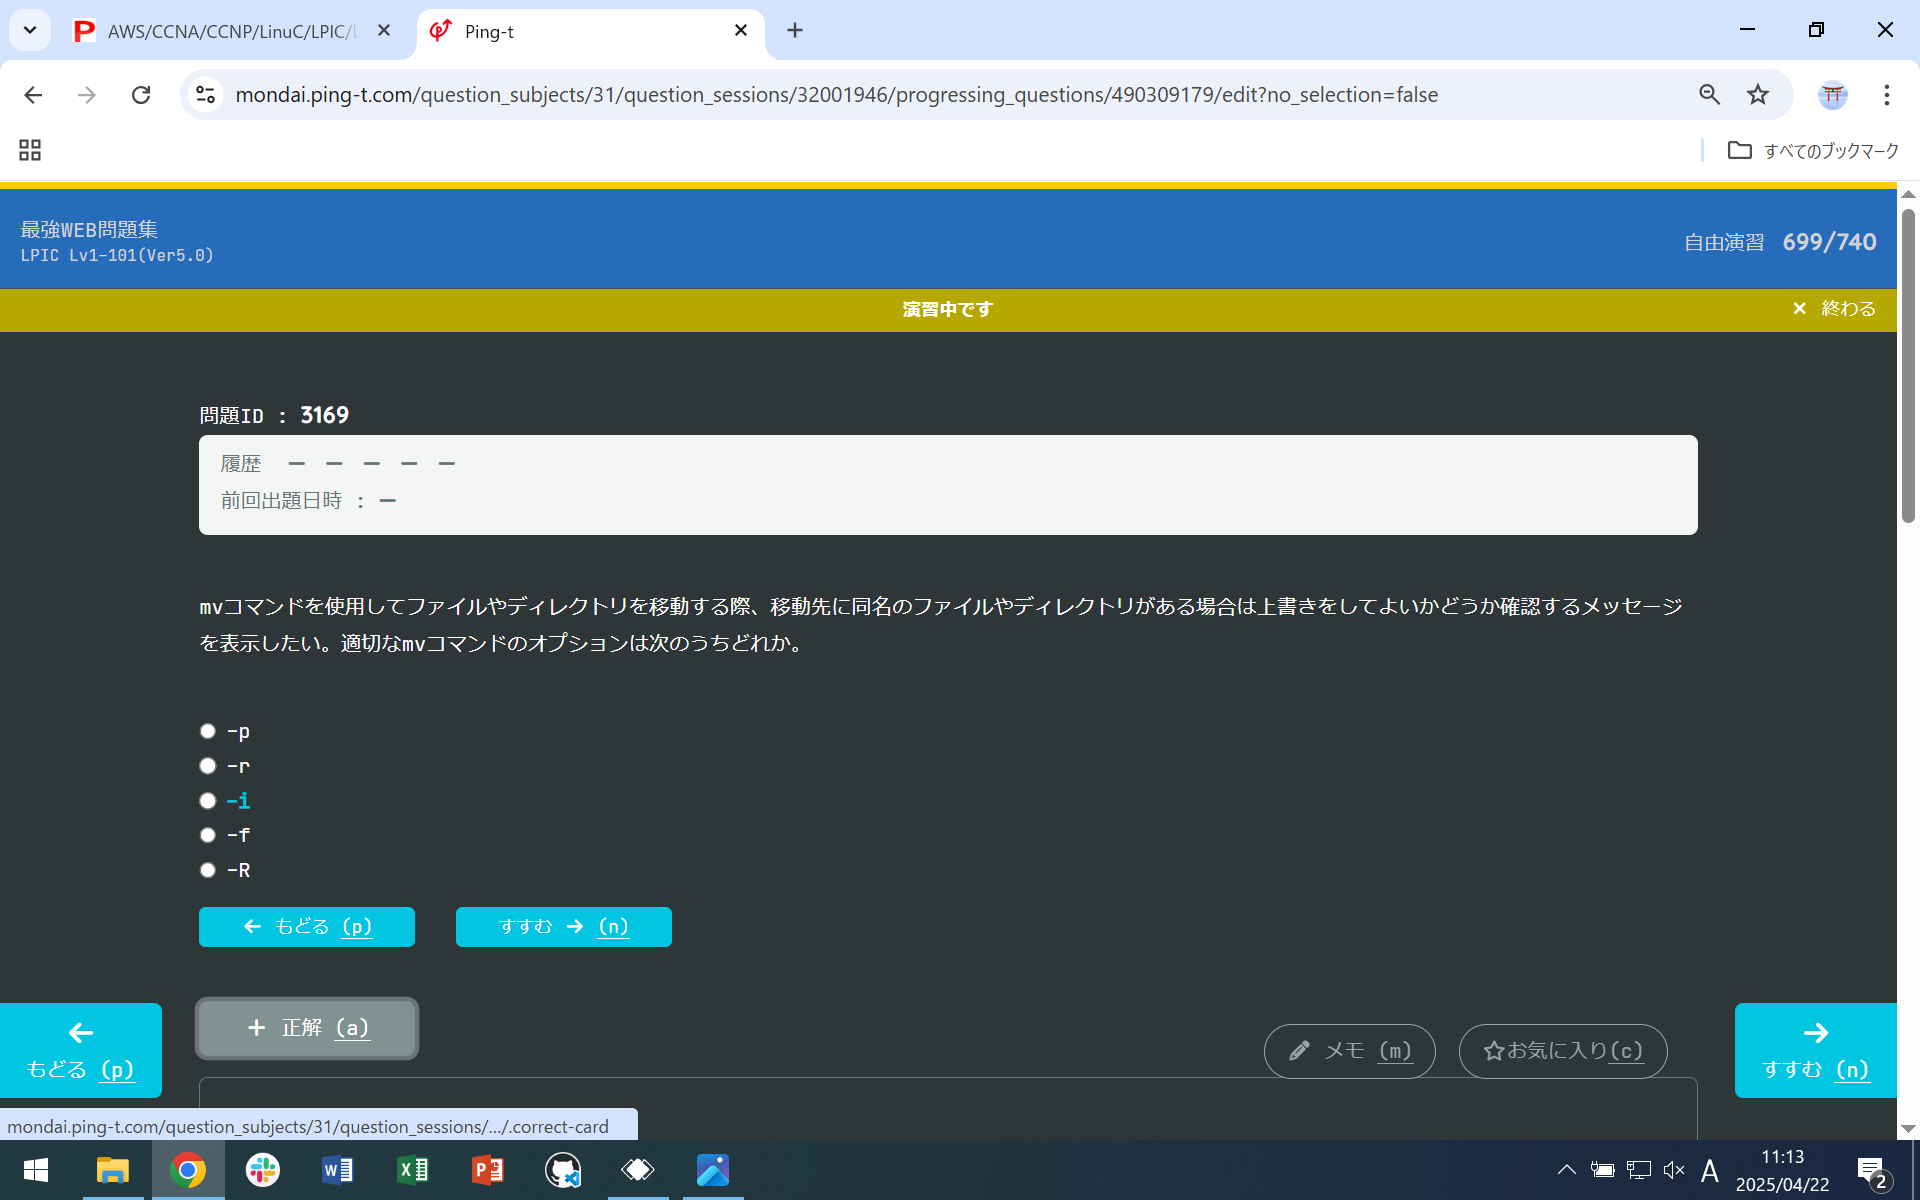 AWS/CCNA/CCNP/LinuC/LPIC/
Ping-t
mondai.ping-t.com/question_subjects/31/question_sessions/32001946/progressing_questions/490309179/edit?no_selection=false
すべてのブックマーク
最強WEB問題集
LPIC Lv1-101(Ver5.0)
自由演習 699/740
演習中です
× 終わる
問題ID : 3169
履歴 － － － － －
前回出題日時 : －
mvコマンドを使用してファイルやディレクトリを移動する際、移動先に同名のファイルやディレクトリがある場合は上書きをしてよいかどうか確認するメッセージ
を表示したい。適切なmvコマンドのオプションは次のうちどれか。
-p
-r
-i
-f
-R
← もどる (p)
すすむ → (n)
+ 正解 (a)
メモ (m)
☆お気に入り(c)
←
もどる (p)
→
すすむ (n)
mondai.ping-t.com/question_subjects/31/question_sessions/.../.correct-card
A
11:13
2025/04/22
2